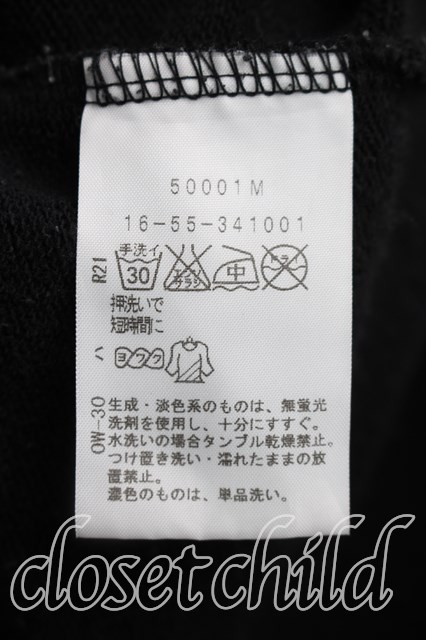 50001M
16-55-341001
R21
手洗イ
30
エンソ
サラシ
中
ドライ
押洗いで
短時間に
ハ
ヨワク
OW-30
生成・淡色系のものは、無蛍光
洗剤を使用し、十分にすすぐ。
水洗いの場合タンブル乾燥禁止。
つけ置き洗い・濡れたままの放
置禁止。
濃色のものは、単品洗い。
closet child